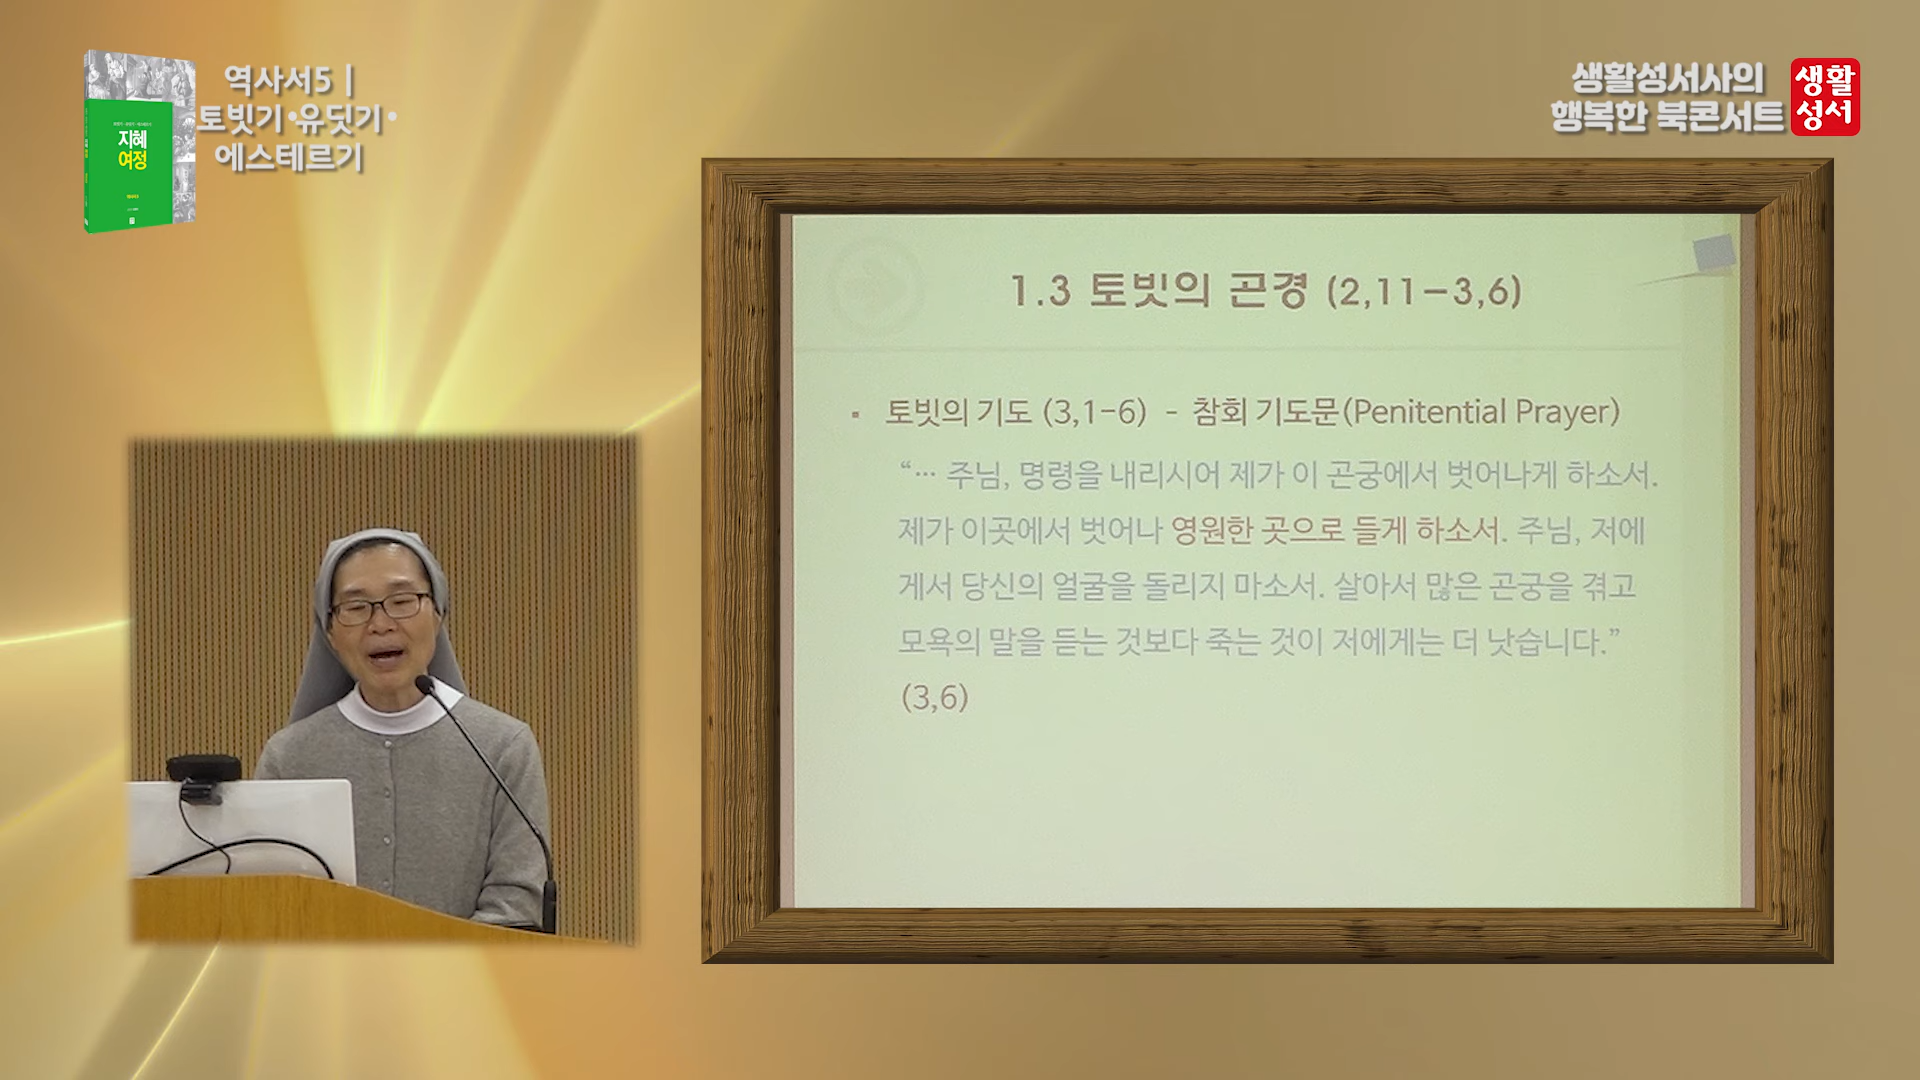 역사서5 |
토빗기•유딧기•
에스테르기
지혜
여정
생활성서사의
행복한 북콘서트
생활
성서
1.3 토빗의 곤경 (2,11-3,6)
▪ 토빗의 기도 (3,1-6) - 참회 기도문(Penitential Prayer)
“… 주님, 명령을 내리시어 제가 이 곤궁에서 벗어나게 하소서.
제가 이곳에서 벗어나 영원한 곳으로 들게 하소서. 주님, 저에
게서 당신의 얼굴을 돌리지 마소서. 살아서 많은 곤궁을 겪고
모욕의 말을 듣는 것보다 죽는 것이 저에게는 더 낫습니다.”
(3,6)